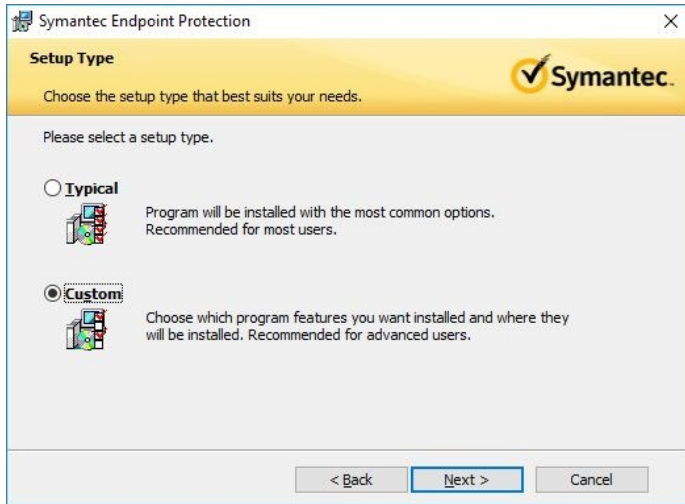 Symantec Endpoint Protection
Setup Type
Choose the setup type that best suits your needs.
Symantec.
Please select a setup type.
Typical
Program will be installed with the most common options.
Recommended for most users.
Custom
Choose which program features you want installed and where they
will be installed. Recommended for advanced users.
< Back
Next >
Cancel